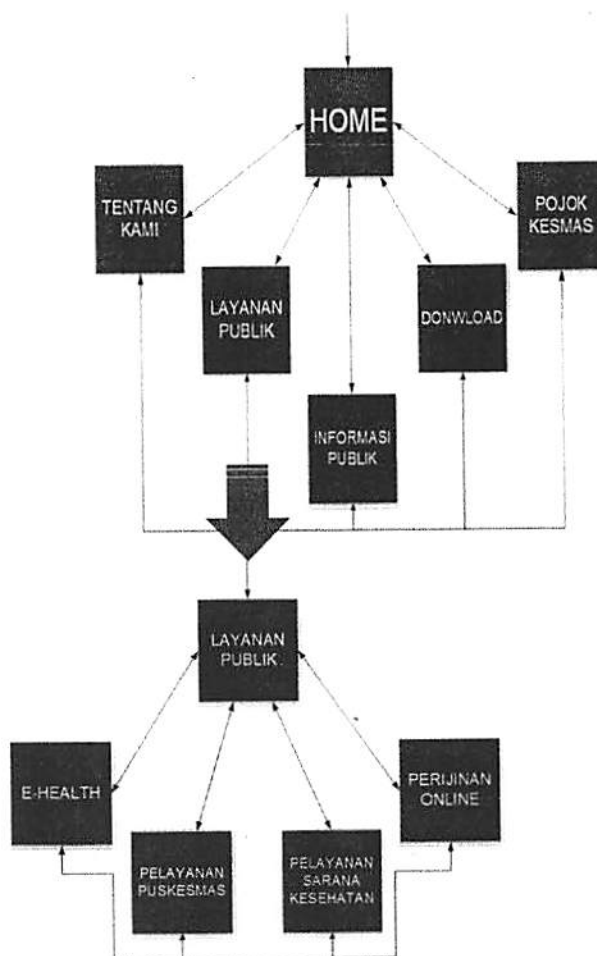 HOME
TENTANG
KAMI
POJOK
KESMAS
LAYANAN
PUBLIK
DONWLOAD
INFORMASI
PUBLIK
LAYANAN
PUBLIK
E-HEALTH
PERIJINAN
ONLINE
PELAYANAN
PUSKESMAS
PELAYANAN
SARANA
KESEHATAN